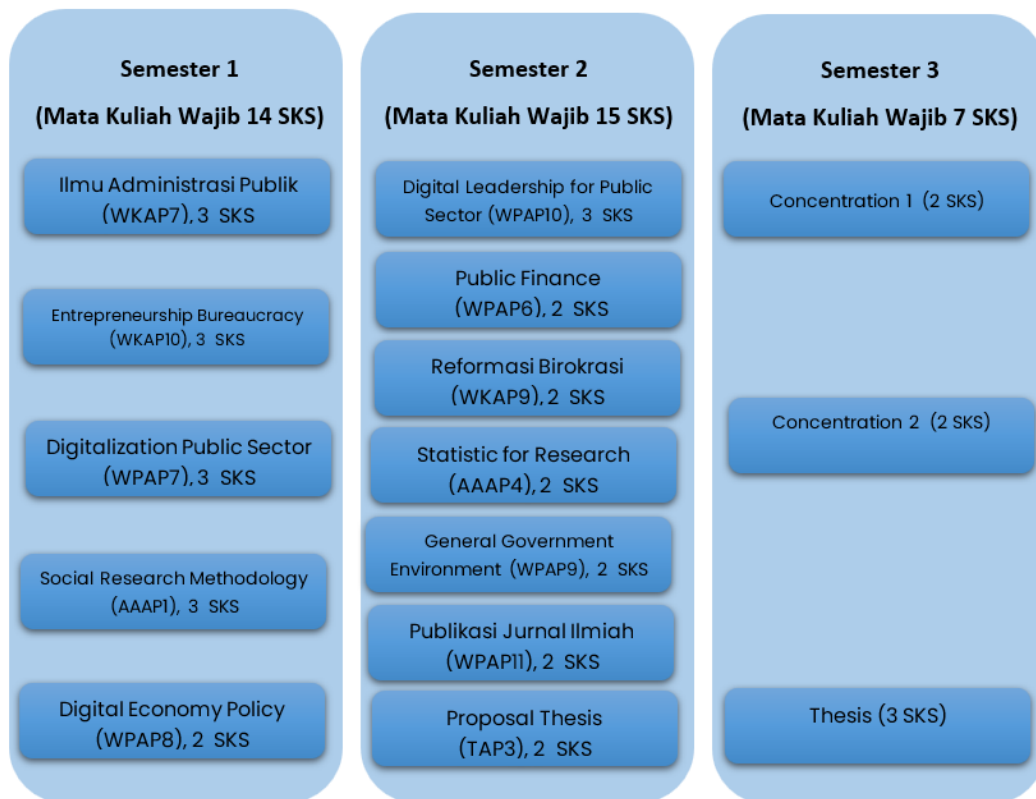 Semester 1
(Mata Kuliah Wajib 14 SKS)
Ilmu Administrasi Publik
(WKAP7), 3 SKS
Entrepreneurship Bureaucracy
(WKAP10), 3 SKS
Digitalization Public Sector
(WPAP7), 3 SKS
Social Research Methodology
(AAAP1), 3 SKS
Digital Economy Policy
(WPAP8), 2 SKS
Semester 2
(Mata Kuliah Wajib 15 SKS)
Digital Leadership for Public
Sector (WPAP10), 3 SKS
Public Finance
(WPAP6), 2 SKS
Reformasi Birokrasi
(WKAP9), 2 SKS
Statistic for Research
(AAAP4), 2 SKS
General Government
Environment (WPAP9), 2 SKS
Publikasi Jurnal Ilmiah
(WPAP11), 2 SKS
Proposal Thesis
(TAP3), 2 SKS
Semester 3
(Mata Kuliah Wajib 7 SKS)
Concentration 1 (2 SKS)
Concentration 2 (2 SKS)
Thesis (3 SKS)